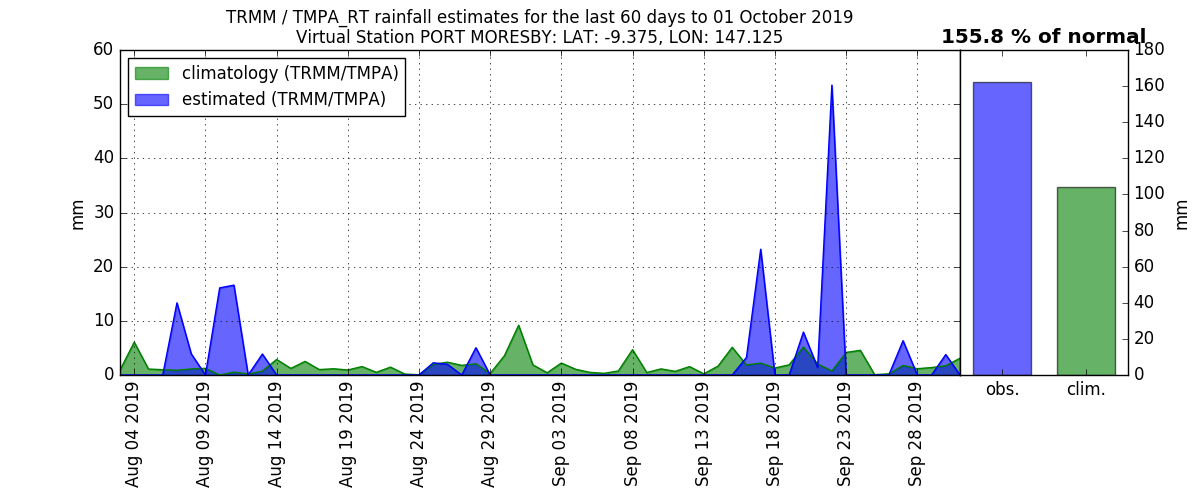 TRMM / TMPA_RT rainfall estimates for the last 60 days to 01 October 2019
Virtual Station PORT MORESBY: LAT: -9.375, LON: 147.125
155.8 % of normal
climatology (TRMM/TMPA)
estimated (TRMM/TMPA)
60
50
40
30
20
10
0
mm
Aug 04 2019
Aug 09 2019
Aug 14 2019
Aug 19 2019
Aug 24 2019
Aug 29 2019
Sep 03 2019
Sep 08 2019
Sep 13 2019
Sep 18 2019
Sep 23 2019
Sep 28 2019
obs.
clim.
180
160
140
120
100
80
60
40
20
0
mm